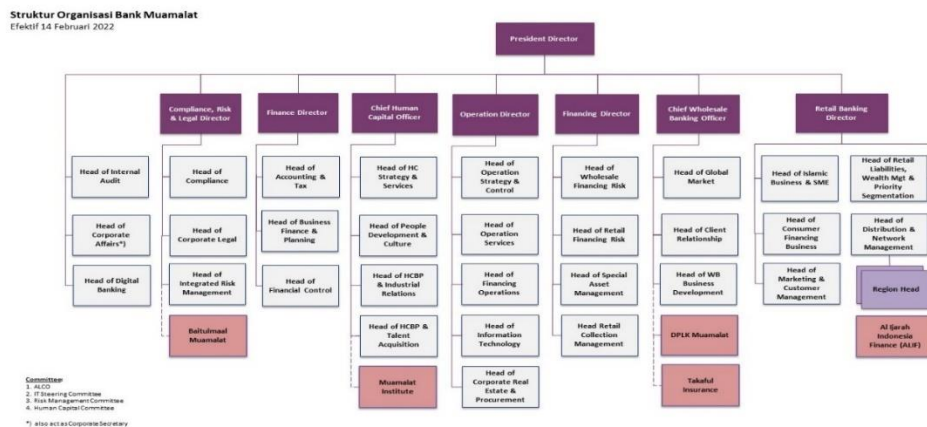 Struktur Organisasi Bank Muamalat
Efektif 14 Februari 2022
President Director
Compliance, Risk
& Legal Director
Finance Director
Chief Human
Capital Officer
Operation Director
Financing Director
Chief Wholesale
Banking Officer
Retail Banking
Director
Head of Internal
Audit
Head of
Compliance
Head of
Accounting
& Tax
Head of HC
Strategy &
Services
Head of
Operation
Strategy &
Control
Head of
Wholesale
Financing Risk
Head of Global
Market
Head of Islamic
Business & SME
Head of Retail
Liabilities,
Wealth Mgt &
Priority
Segmentation
Head of
Corporate
Affairs*)
Head of
Corporate Legal
Head of Business
Finance &
Planning
Head of People
Development &
Culture
Head of
Operation
Services
Head of Retail
Financing Risk
Head of Client
Relationship
Head of
Consumer
Financing
Business
Head of
Distribution &
Network
Management
Head of Digital
Banking
Head of
Integrated Risk
Management
Head of
Financial Control
Head of HCBP
& Industrial
Relations
Head of
Financing
Operations
Head of Special
Asset
Management
Head of WB
Business
Development
Head of
Marketing &
Customer
Management
Region Head
Baitulmaal
Muamalat
Head of HCBP &
Talent
Acquisition
Head of
Information
Technology
Head Retail
Collection
Management
DPLK Muamalat
Al Ijarah
Indonesia
Finance (ALIF)
Muamalat
Institute
Head of
Corporate Real
Estate &
Procurement
Takaful
Insurance
Committee:
1. ALCO
2. IT Steering Committee
3. Risk Management Committee
4. Human Capital Committee
*) also act as Corporate Secretary